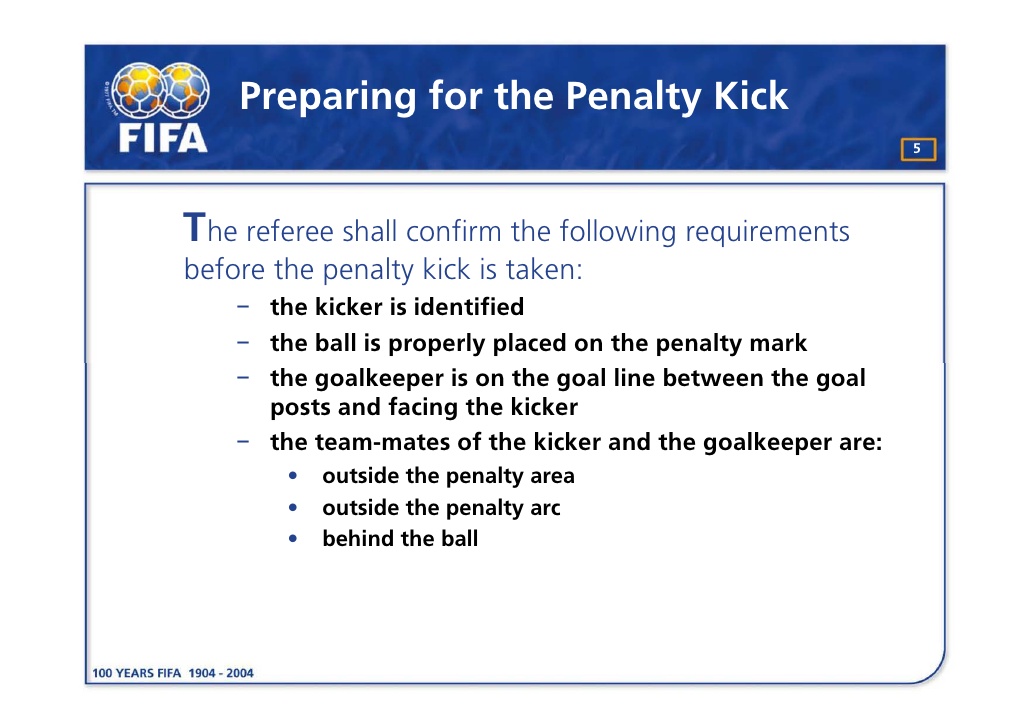 Preparing for the Penalty Kick
FIFA
5
The referee shall confirm the following requirements
before the penalty kick is taken:
– the kicker is identified
– the ball is properly placed on the penalty mark
– the goalkeeper is on the goal line between the goal
posts and facing the kicker
– the team-mates of the kicker and the goalkeeper are:
• outside the penalty area
• outside the penalty arc
• behind the ball
100 YEARS FIFA 1904 - 2004